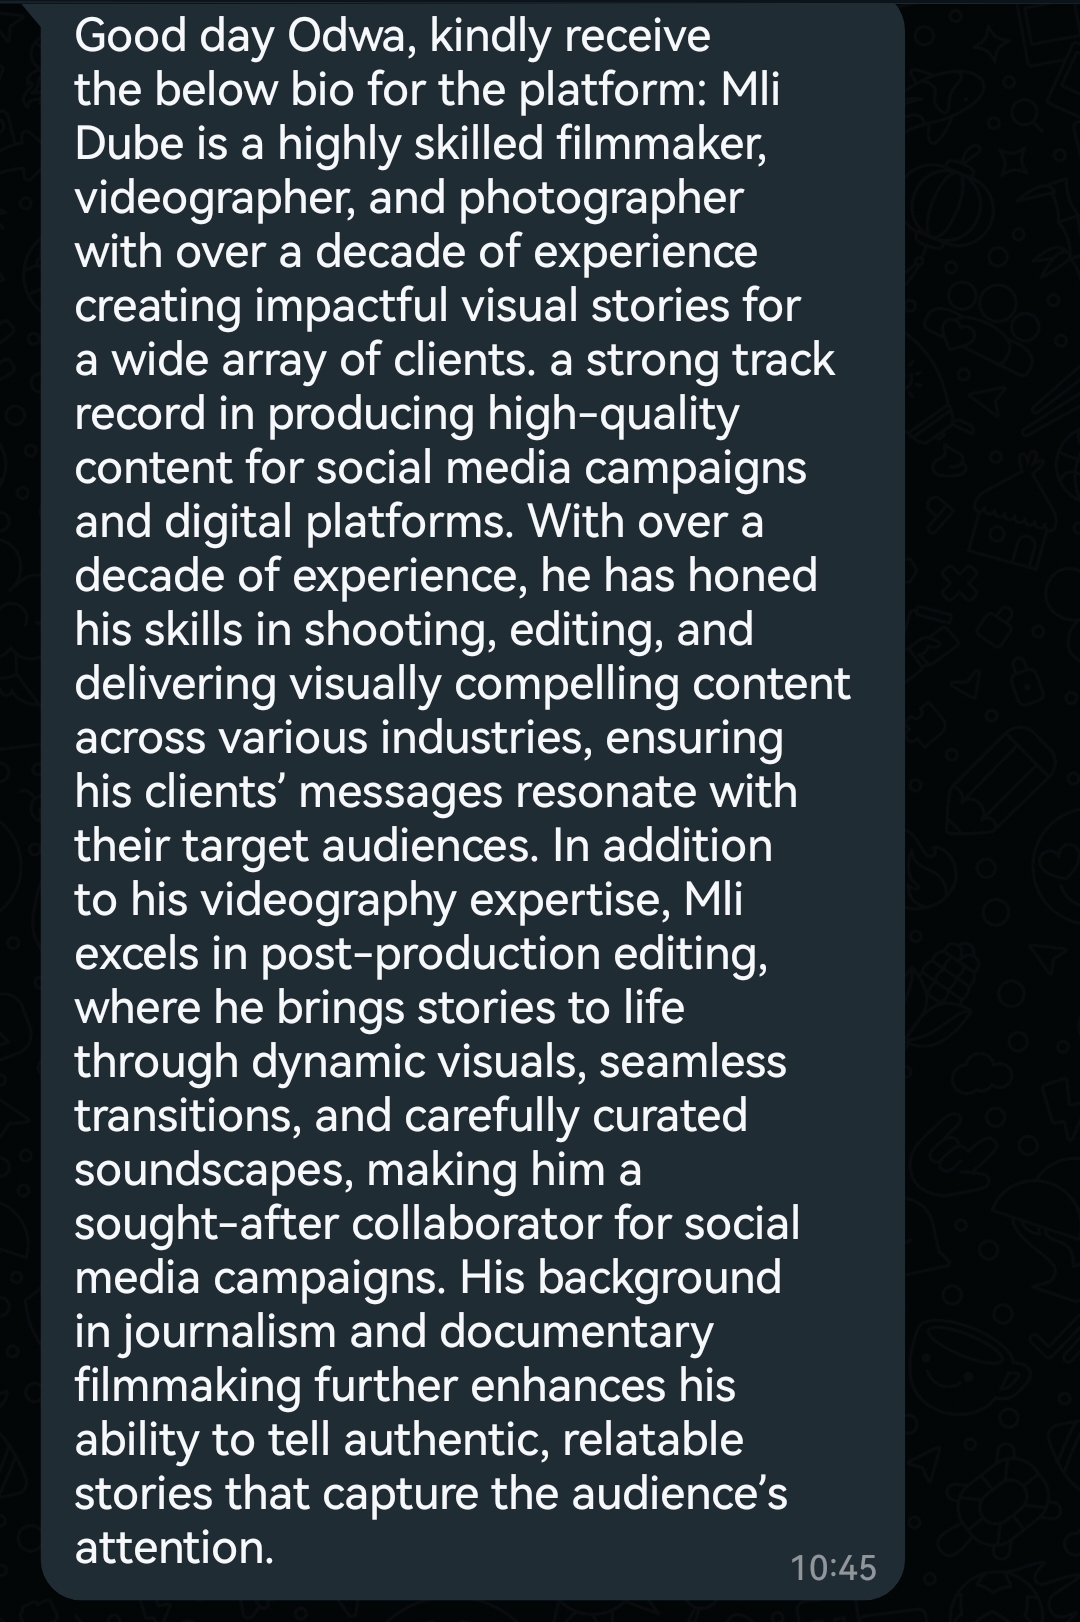 Good day Odwa, kindly receive
the below bio for the platform: Mli
Dube is a highly skilled filmmaker,
videographer, and photographer
with over a decade of experience
creating impactful visual stories for
a wide array of clients. a strong track
record in producing high-quality
content for social media campaigns
and digital platforms. With over a
decade of experience, he has honed
his skills in shooting, editing, and
delivering visually compelling content
across various industries, ensuring
his clients’ messages resonate with
their target audiences. In addition
to his videography expertise, Mli
excels in post-production editing,
where he brings stories to life
through dynamic visuals, seamless
transitions, and carefully curated
soundscapes, making him a
sought-after collaborator for social
media campaigns. His background
in journalism and documentary
filmmaking further enhances his
ability to tell authentic, relatable
stories that capture the audience’s
attention.
10:45